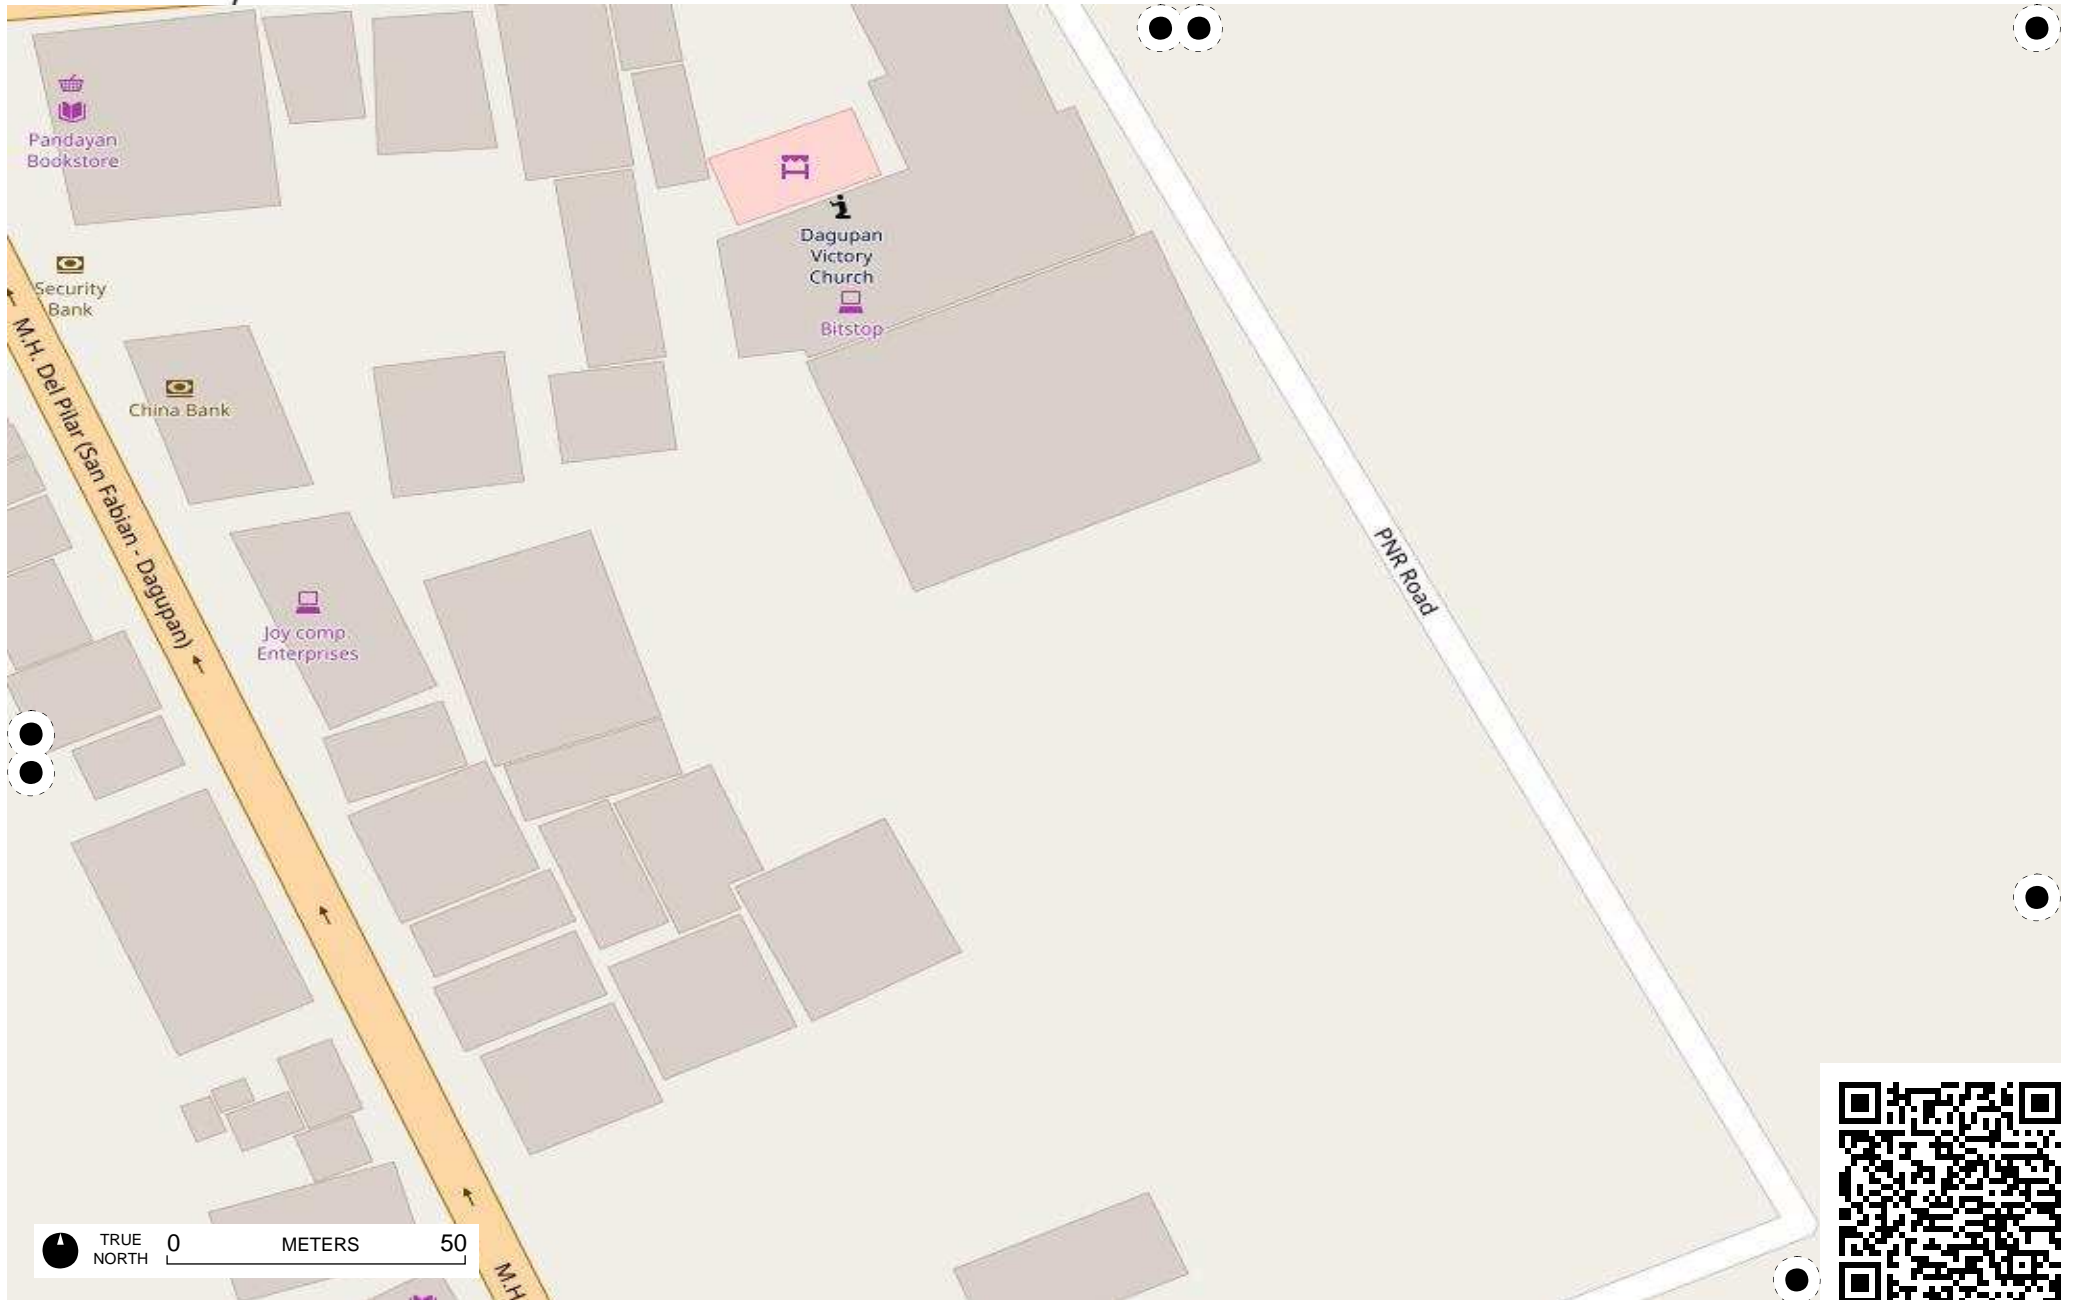 Pandayan
Bookstore
Dagupan
Victory
Church
Security
Bank
Bitstop
M.H. Del Pilar (San Fabian - Dagupan)
China Bank
PNR Road
Joy comp
Enterprises
TRUE
NORTH
0 METERS 50
M.H